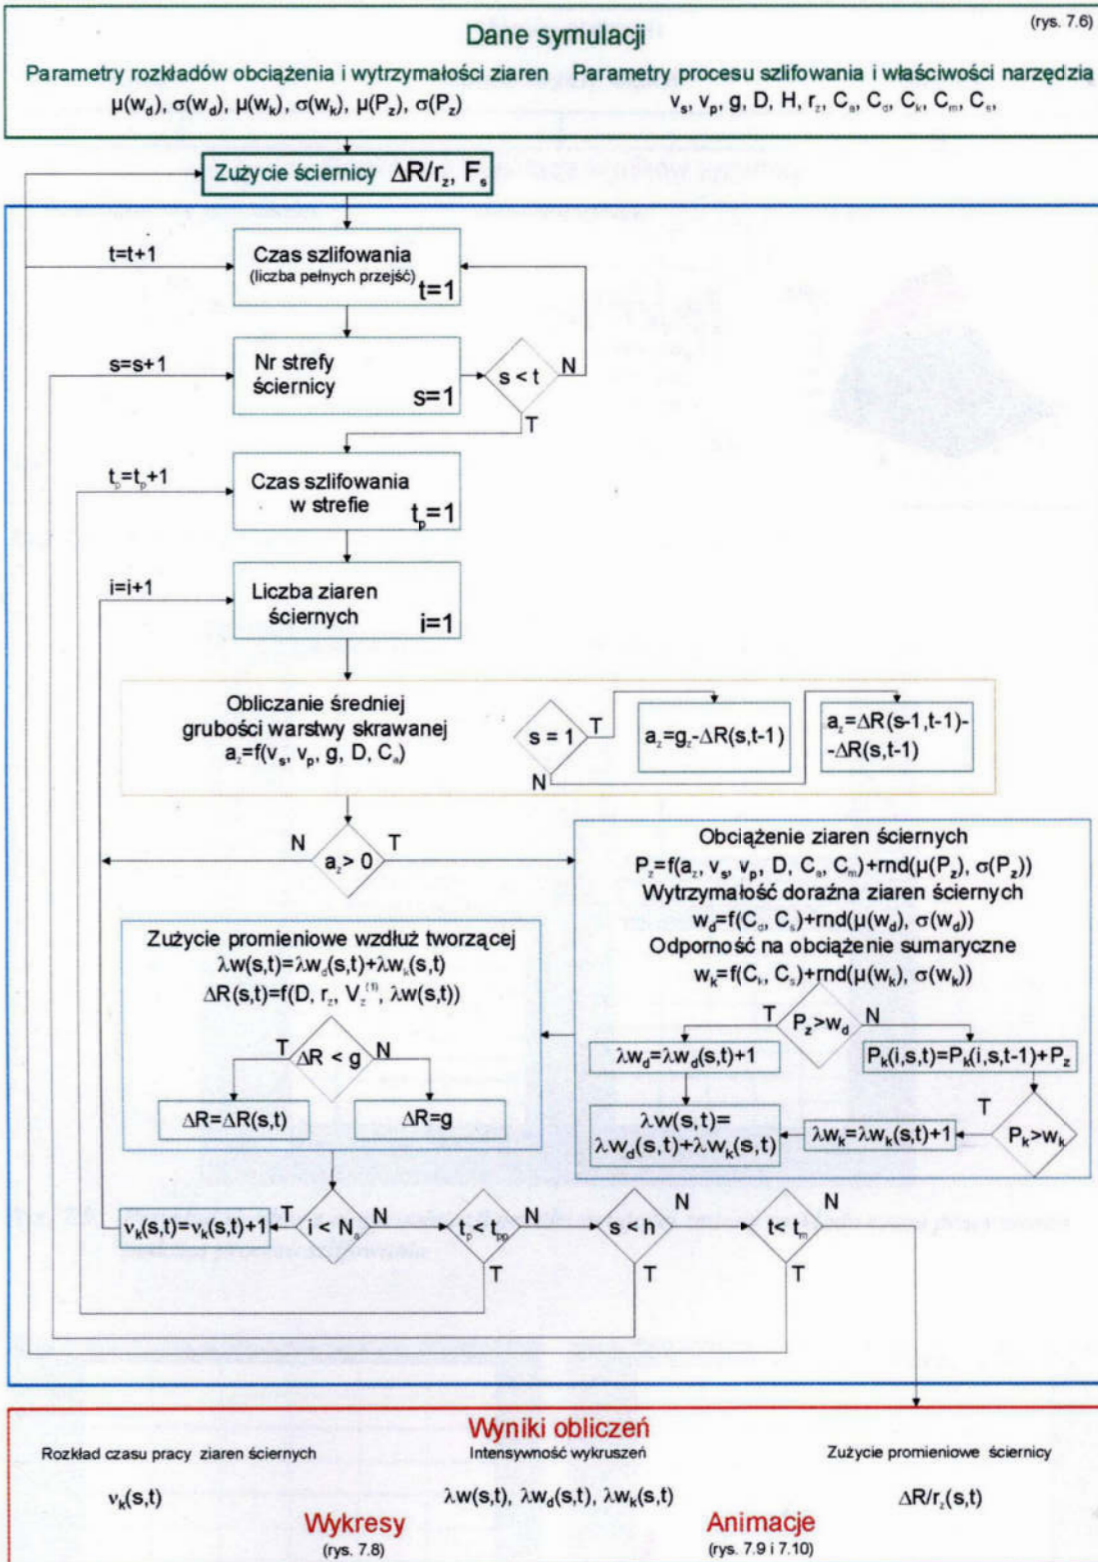 (rys. 7.6)
Dane symulacji
Parametry rozkładów obciążenia i wytrzymałości ziaren
μ(w_d), σ(w_d), μ(w_k), σ(w_k), μ(P_z), σ(P_z)
Parametry procesu szlifowania i właściwości narzędzia
v_s, v_p, g, D, H, r_z, C_a, C_d, C_k, C_m, C_s,
Zużycie ściernicy ΔR/r_z, F_s
t=t+1
Czas szlifowania
(liczba pełnych przejść)
t=1
s=s+1
Nr strefy
ściernicy
s=1
s < t
N
T
t_p=t_p+1
Czas szlifowania
w strefie
t_p=1
i=i+1
Liczba ziaren
ściernych
i=1
Obliczanie średniej
grubości warstwy skrawanej
a_z=f(v_s, v_p, g, D, C_a)
s = 1
T
N
a_z=g_z-ΔR(s,t-1)
a_z=ΔR(s-1,t-1)-
-ΔR(s,t-1)
N
a_z> 0
T
Obciążenie ziaren ściernych
P_z=f(a_z, v_s, v_p, D, C_a, C_m)+rnd(μ(P_z), σ(P_z))
Wytrzymałość doraźna ziaren ściernych
w_d=f(C_d, C_s)+rnd(μ(w_d), σ(w_d))
Odporność na obciążenie sumaryczne
w_k=f(C_k, C_s)+rnd(μ(w_k), σ(w_k))
T
P_z>w_d
N
λw_d=λw_d(s,t)+1
P_k(i,s,t)=P_k(i,s,t-1)+P_z
λw(s,t)=
λw_d(s,t)+λw_k(s,t)
λw_k=λw_k(s,t)+1
T
P_k>w_k
Zużycie promieniowe wzdłuż tworzącej
λw(s,t)=λw_d(s,t)+λw_k(s,t)
ΔR(s,t)=f(D, r_z, V_z^(1), λw(s,t))
T
ΔR < g
N
ΔR=ΔR(s,t)
ΔR=g
ν_k(s,t)=ν_k(s,t)+1
T
i < N_a
N
t_p< t_pp
N
s< h
N
t< t_m
N
T
T
T
Wyniki obliczeń
Rozkład czasu pracy ziaren ściernych
ν_k(s,t)
Intensywność wykruszeń
λw(s,t), λw_d(s,t), λw_k(s,t)
Zużycie promieniowe ściernicy
ΔR/r_z(s,t)
Wykresy
(rys. 7.8)
Animacje
(rys. 7.9 i 7.10)